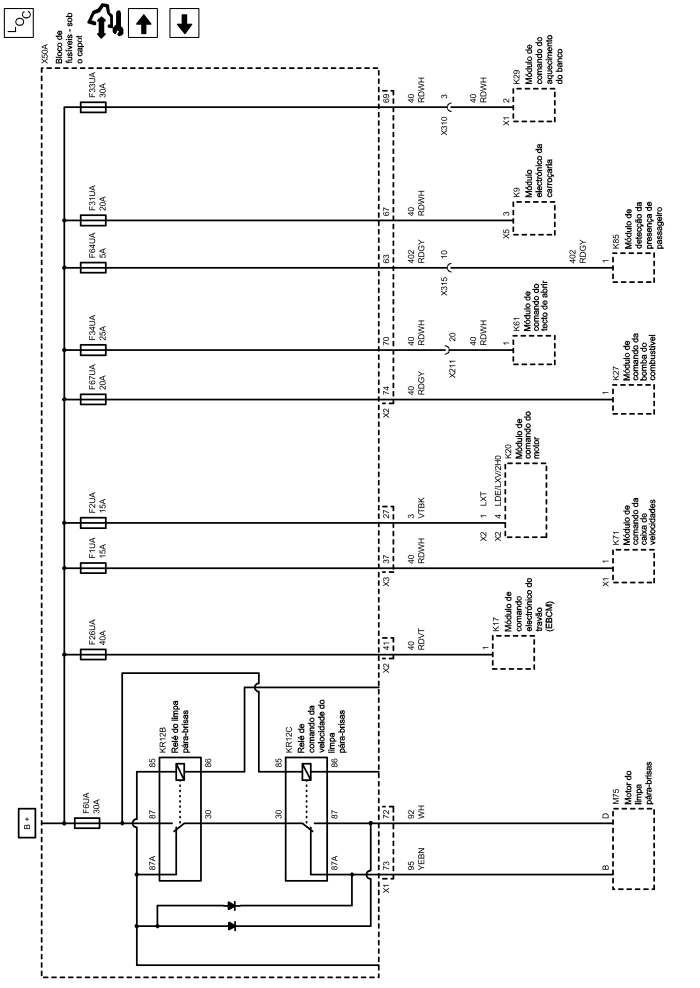 LOC
X50A
Bloco de
fusíveis - sob
o capot
B+
F33UA
30A
69
40
RDWH
3
X310
40
RDWH
X1
2
K29
Módulo de
comando do
aquecimento
do banco
F31UA
20A
67
40
RDWH
X5
3
K9
Módulo
electrónico da
carroçaria
F64UA
5A
63
402
RDGY
10
X315
402
RDGY
1
K85
Módulo de
detecção da
presença de
passageiro
F34UA
25A
70
40
RDWH
20
X211
40
RDWH
1
K61
Módulo de
comando do
tecto de abrir
F67UA
20A
X2
74
40
RDGY
1
K27
Módulo de
comando da
bomba do
combustível
F2UA
15A
27
3
VTBK
X2 1 LXT
X2 4 LDE/LXV/2H0
K20
Módulo de
comando do
motor
F1UA
15A
X3
37
40
RDWH
X1
1
K71
Módulo de
comando da
caixa de
velocidades
F26UA
40A
X2
41
40
RDVT
1
K17
Módulo de
comando
electrónico do
travão
(EBCM)
F6UA
30A
KR12B
Relé do limpa
pára-brisas
85
86
87
30
87A
KR12C
Relé de
comando da
velocidade do
limpa
pára-brisas
85
86
30
87
87A
72
92
WH
D
X1
73
95
YEBN
B
M75
Motor do
limpa
pára-brisas